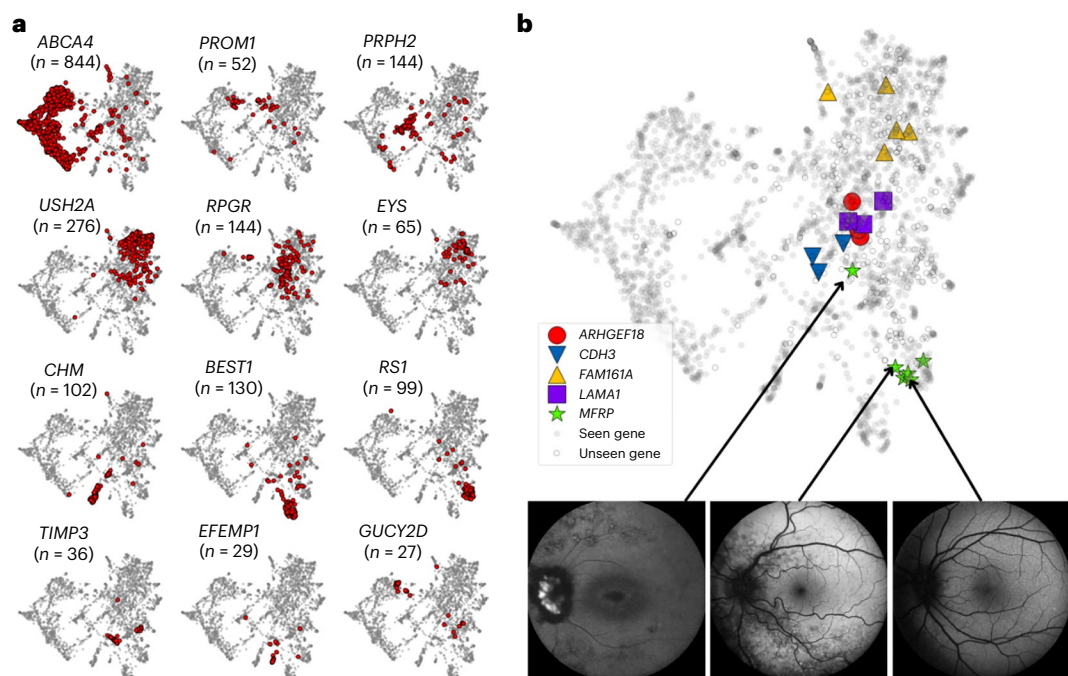 a
ABCA4
(n = 844)
PROM1
(n = 52)
PRPH2
(n = 144)
USH2A
(n = 276)
RPGR
(n = 144)
EYS
(n = 65)
CHM
(n = 102)
BEST1
(n = 130)
RS1
(n = 99)
TIMP3
(n = 36)
EFEMP1
(n = 29)
GUCY2D
(n = 27)
b
ARHGEF18
CDH3
FAM161A
LAMA1
MFRP
Seen gene
Unseen gene